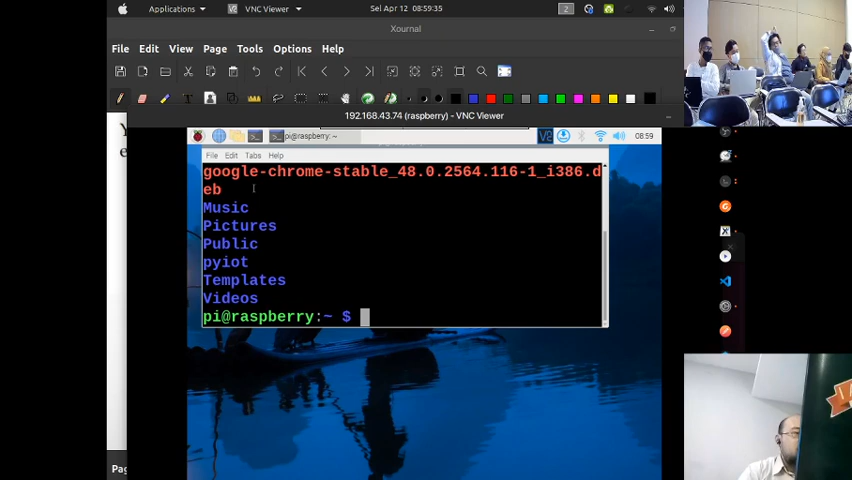 Applications
VNC Viewer
Sel Apr 12 08:59:35
2
Xournal
File Edit View Page Tools Options Help
192.168.43.74 (raspberry) - VNC Viewer
pi@raspberry: ~
08:59
File Edit Tabs Help
google-chrome-stable_48.0.2564.116-1_i386.d
eb
Music
Pictures
Public
pyiot
Templates
Videos
pi@raspberry:~ $